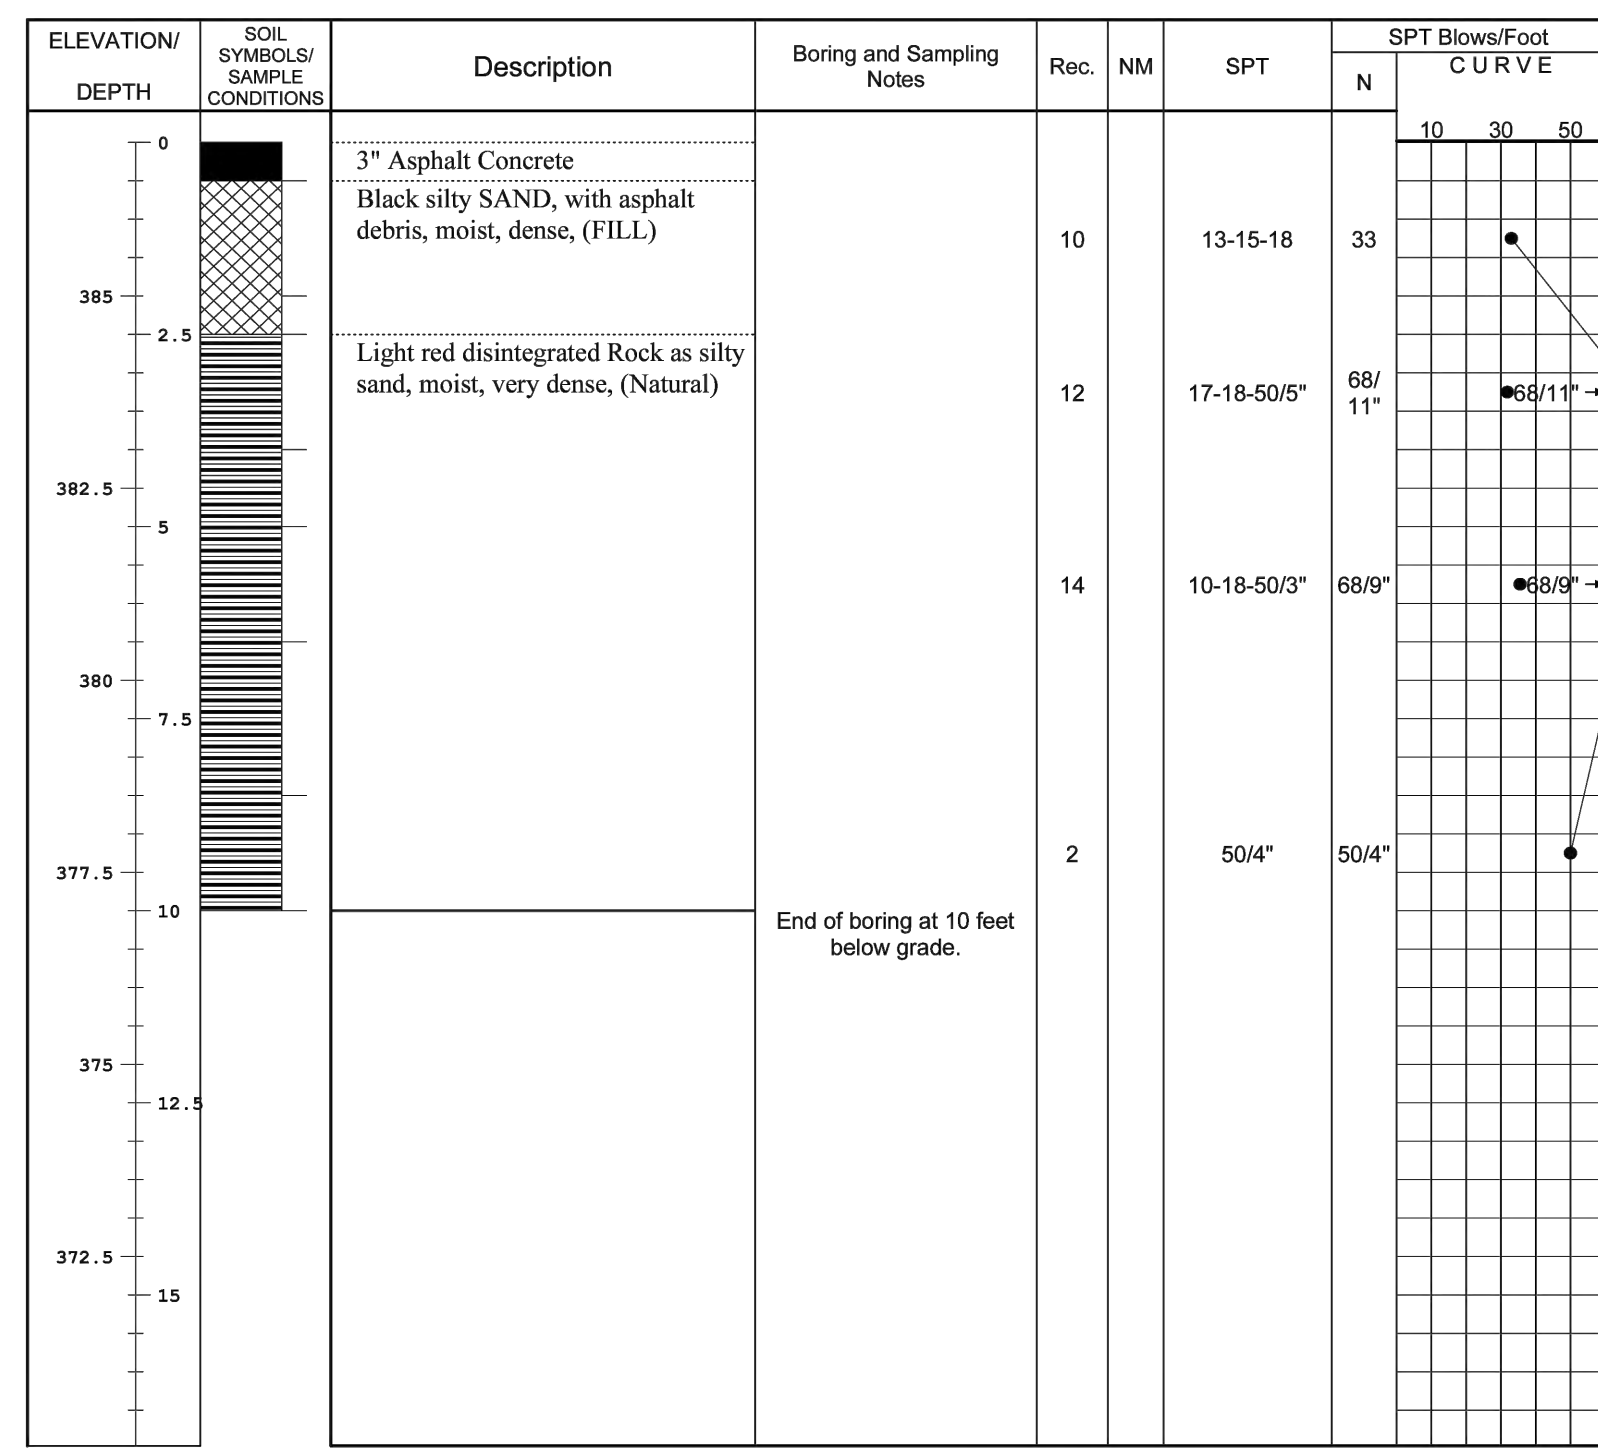 ELEVATION/
DEPTH
SOIL
SYMBOLS/
SAMPLE
CONDITIONS
Description
Boring and Sampling
Notes
Rec.
NM
SPT
SPT Blows/Foot
N
C U R V E
10 30 50
0
3" Asphalt Concrete
Black silty SAND, with asphalt
debris, moist, dense, (FILL)
10 13-15-18 33
385
2.5
Light red disintegrated Rock as silty
sand, moist, very dense, (Natural)
12 17-18-50/5" 68/
11"
68/11"
382.5
5
14 10-18-50/3" 68/9" 68/9"
380
7.5
2 50/4" 50/4"
377.5
10
End of boring at 10 feet
below grade.
375
12.5
372.5
15